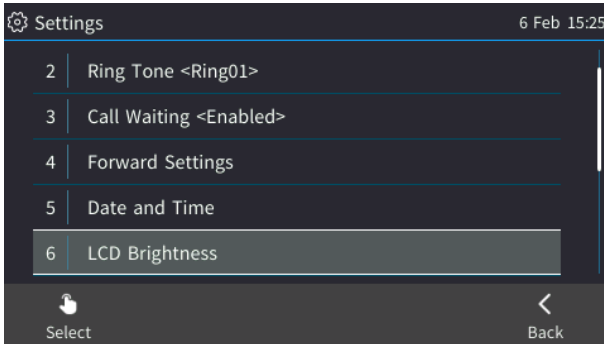 Settings 6 Feb 15:25
2 Ring Tone <Ring01>
3 Call Waiting <Enabled>
4 Forward Settings
5 Date and Time
6 LCD Brightness
Select Back